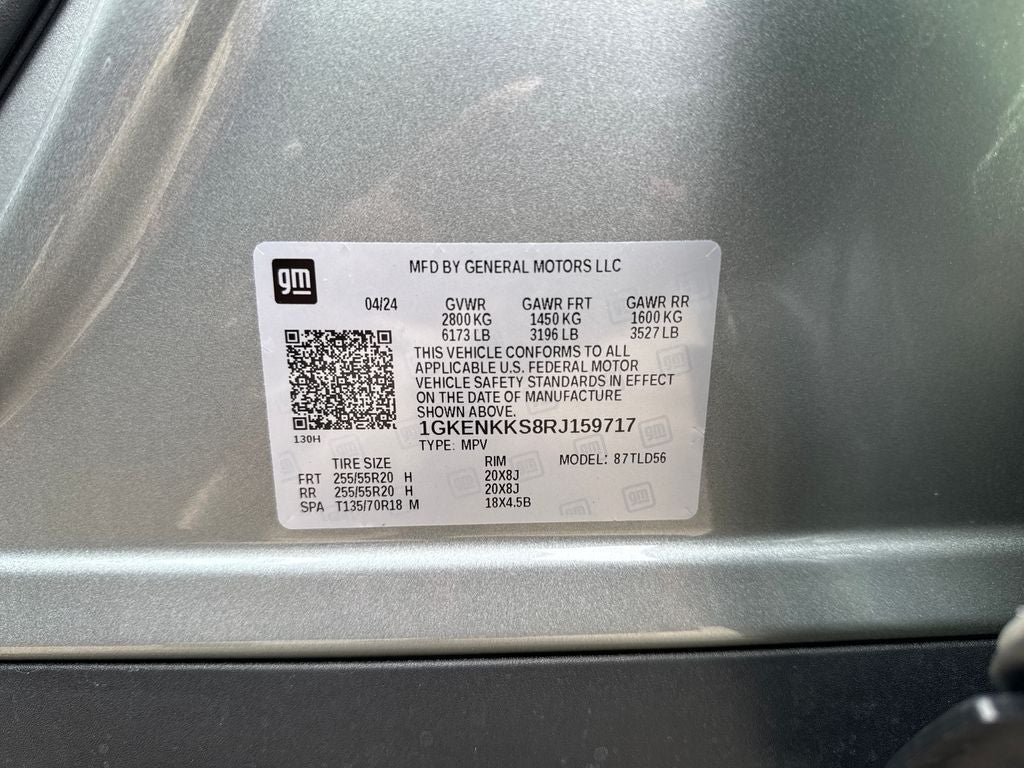 gm
MFD BY GENERAL MOTORS LLC
04/24 GVWR GAWR FRT GAWR RR
2800 KG 1450 KG 1600 KG
6173 LB 3196 LB 3527 LB
THIS VEHICLE CONFORMS TO ALL
APPLICABLE U.S. FEDERAL MOTOR
VEHICLE SAFETY STANDARDS IN EFFECT
ON THE DATE OF MANUFACTURE
SHOWN ABOVE.
1GKENKKS8RJ159717
130H
TYPE: MPV
TIRE SIZE RIM MODEL: 87TLD56
FRT 255/55R20 H 20X8J
RR 255/55R20 H 20X8J
SPA T135/70R18 M 18X4.5B